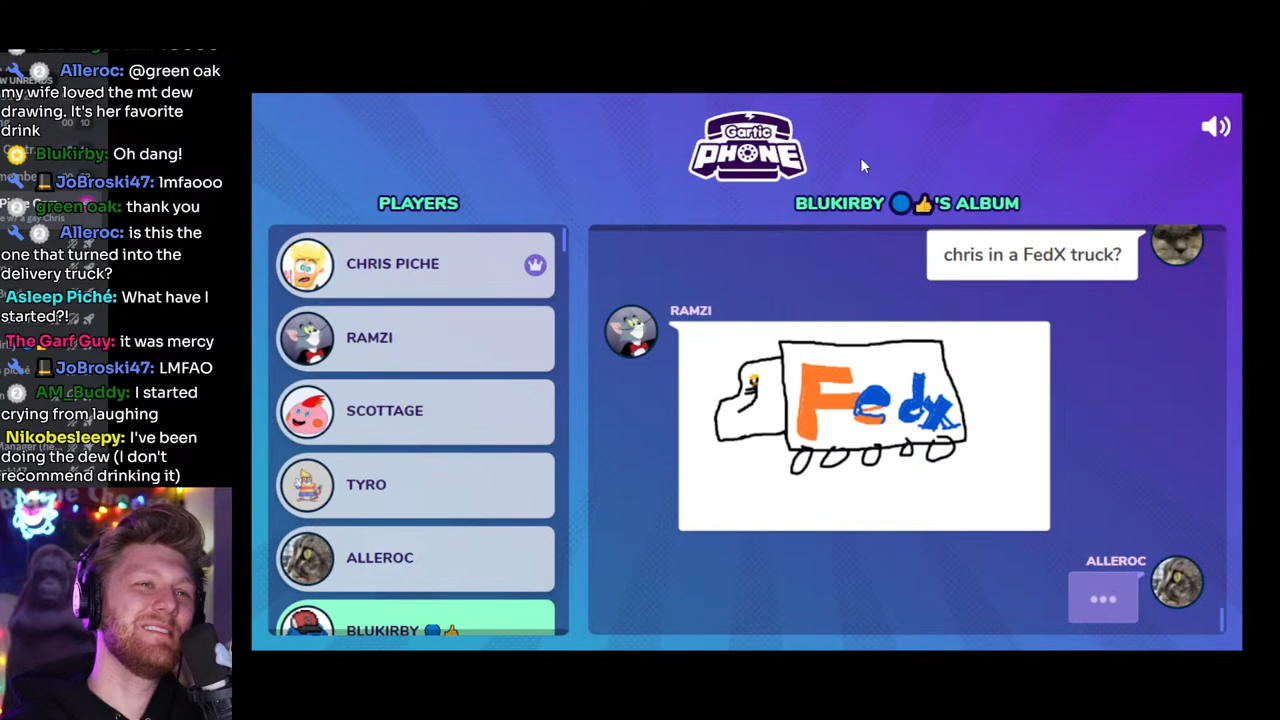 Alleroc: @green oak
my wife loved the mt dew
drawing. It's her favorite
drink
Blukirby: Oh dang!
JoBroski47: lmfaooo
green oak: thank you
Alleroc: is this the
one that turned into the
delivery truck?
Asleep Piché: What have I
started?!
The Garf Guy: it was mercy
JoBroski47: LMFAO
AM_Buddy: I started
crying from laughing
Nikobesleepy: I've been
doing the dew (I don't
recommend drinking it)
Gartic
PHONE
PLAYERS
CHRIS PICHE
RAMZI
SCOTTAGE
TYRO
ALLEROC
BLUKIRBY 🔵👍
BLUKIRBY 🔵👍'S ALBUM
chris in a FedX truck?
RAMZI
Fedx
ALLEROC
•••